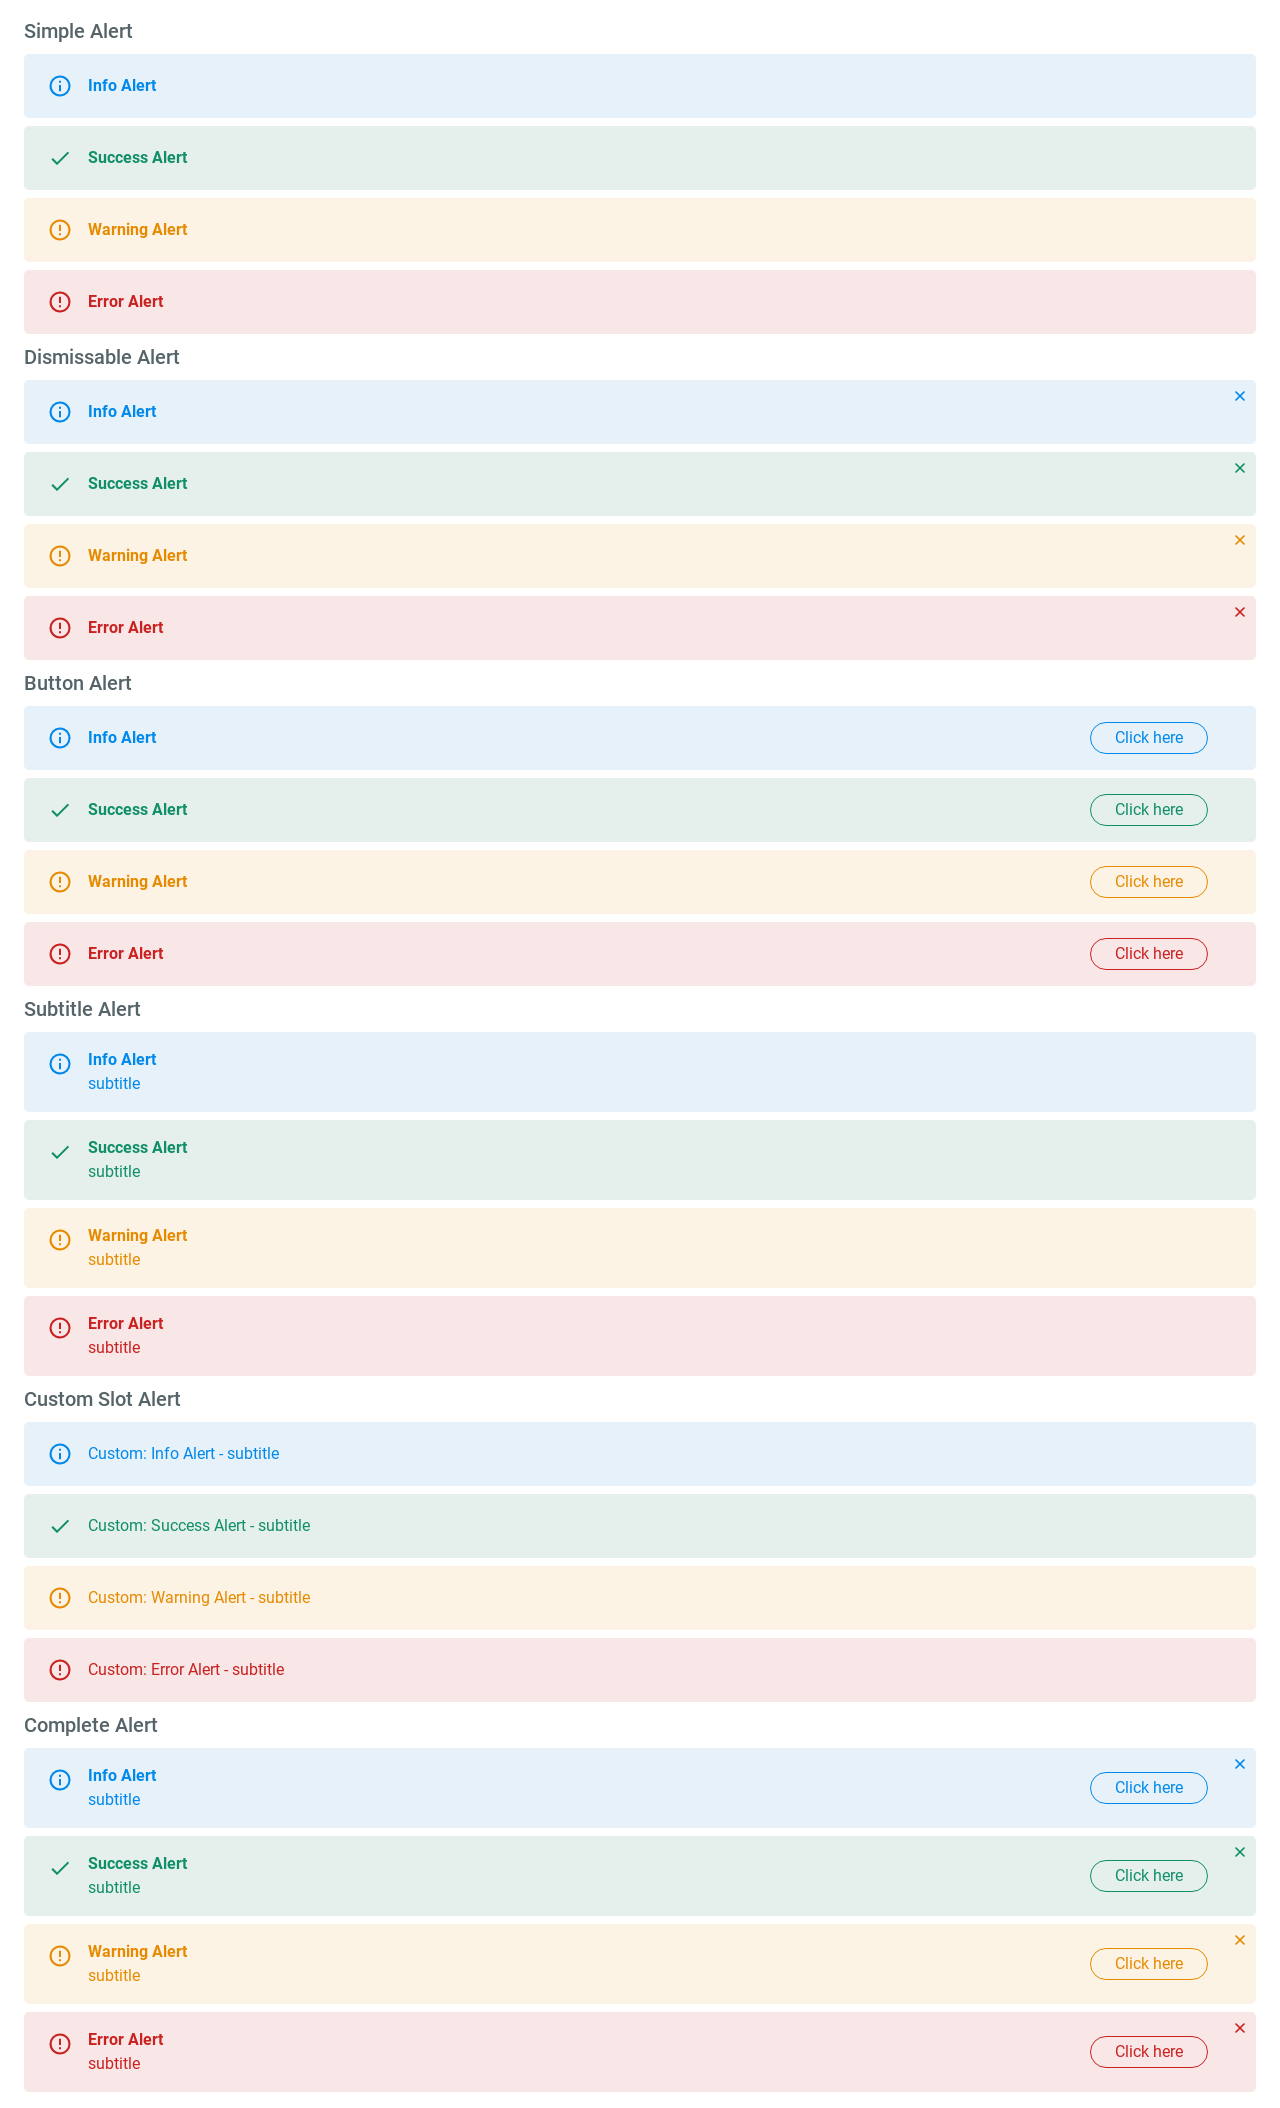 Simple Alert
Info Alert
Success Alert
Warning Alert
Error Alert
Dismissable Alert
Info Alert
Success Alert
Warning Alert
Error Alert
Button Alert
Info Alert Click here
Success Alert Click here
Warning Alert Click here
Error Alert Click here
Subtitle Alert
Info Alert
subtitle
Success Alert
subtitle
Warning Alert
subtitle
Error Alert
subtitle
Custom Slot Alert
Custom: Info Alert - subtitle
Custom: Success Alert - subtitle
Custom: Warning Alert - subtitle
Custom: Error Alert - subtitle
Complete Alert
Info Alert
subtitle
Click here
Success Alert
subtitle
Click here
Warning Alert
subtitle
Click here
Error Alert
subtitle
Click here